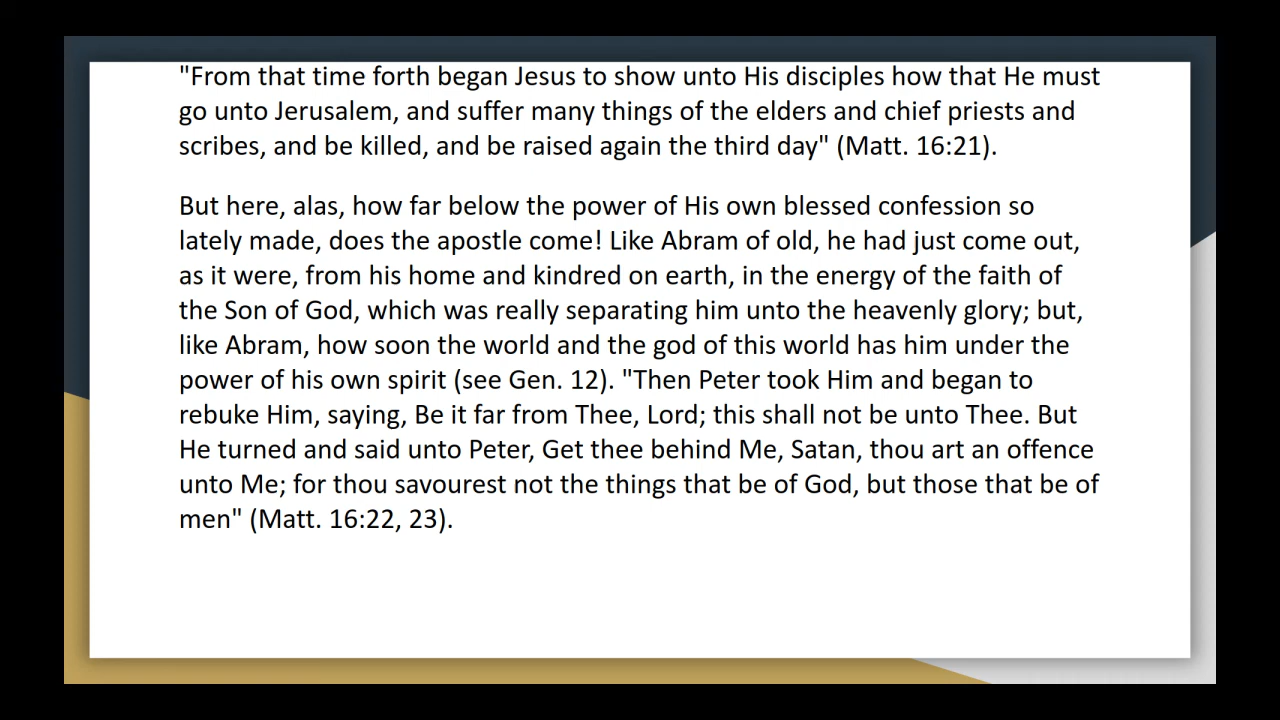 "From that time forth began Jesus to show unto His disciples how that He must
go unto Jerusalem, and suffer many things of the elders and chief priests and
scribes, and be killed, and be raised again the third day" (Matt. 16:21).
But here, alas, how far below the power of His own blessed confession so
lately made, does the apostle come! Like Abram of old, he had just come out,
as it were, from his home and kindred on earth, in the energy of the faith of
the Son of God, which was really separating him unto the heavenly glory; but,
like Abram, how soon the world and the god of this world has him under the
power of his own spirit (see Gen. 12). "Then Peter took Him and began to
rebuke Him, saying, Be it far from Thee, Lord; this shall not be unto Thee. But
He turned and said unto Peter, Get thee behind Me, Satan, thou art an offence
unto Me; for thou savourest not the things that be of God, but those that be of
men" (Matt. 16:22, 23).